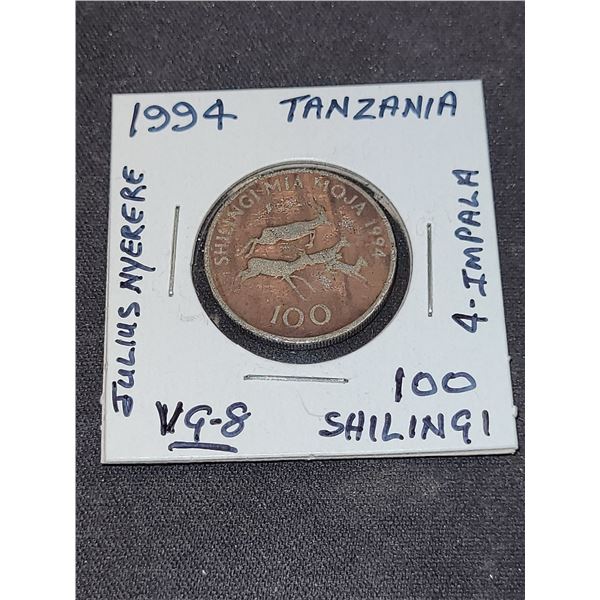 1994 TANZANIA
JULIUS NYERERE
SHILINGI MIA MOJA 1994
100
4-IMPALA
VG-8
100
SHILINGI